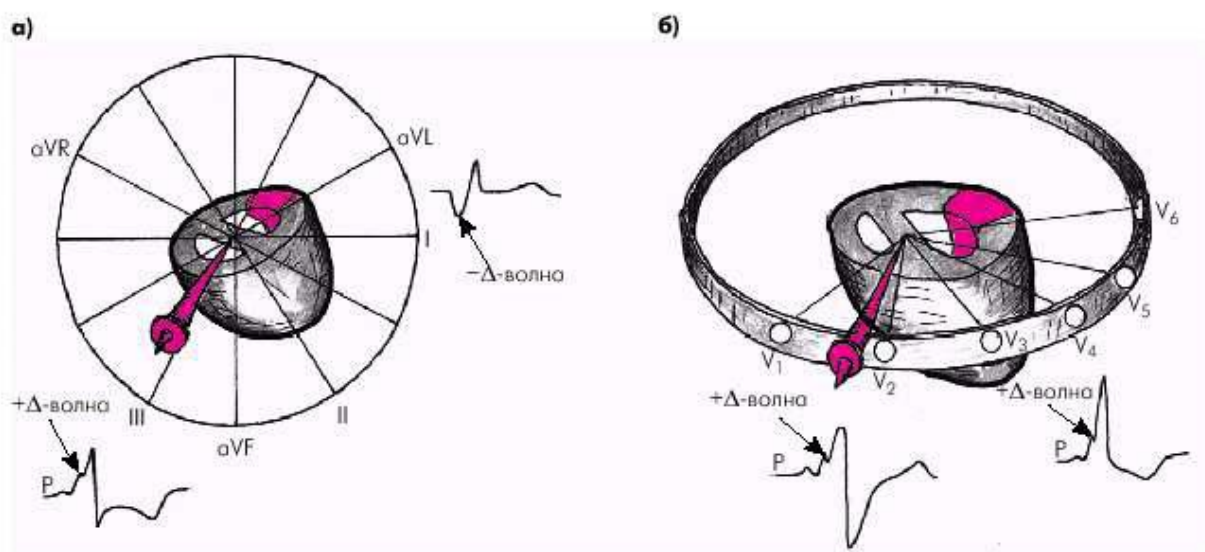 а)
aVR
aVL
I
−Δ-волна
+Δ-волна
III
II
aVF
P
б)
V6
V5
V4
V3
V2
V1
+Δ-волна
+Δ-волна
P
P